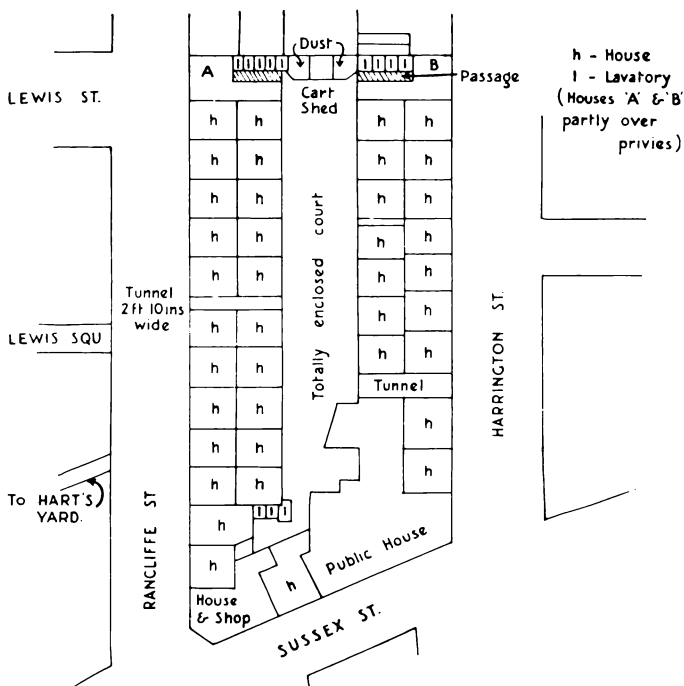 Dust
A
l l l l l
l l l l
B
Passage
Cart
Shed
h - House
l - Lavatory
(Houses 'A' & 'B'
partly over
privies)
LEWIS ST.
h h h h
h h h h
h h h h
h h h h
h h h h
Tunnel
2ft 10ins
wide
Totally enclosed court
h h h h
LEWIS SQU
h h h h
Tunnel
HARRINGTON ST.
h h h
h h h
h h
To HART'S
YARD.
RANCLIFFE ST
l l l l
h
h
h
Public House
House
& Shop
SUSSEX ST.